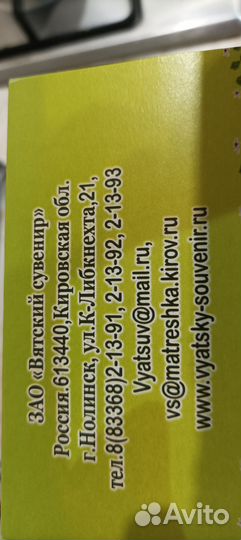 ЗАО «Вятский сувенир»
Россия.613440,Кировская обл.
г.Нолинск,ул.К-Либкнехта,21,
тел.8(83368)2-13-91, 2-13-92, 2-13-93
Vyatsuv@mail.ru,
vs@matreshka.kirov.ru
www.vyatsky-souvenir.ru
Avito